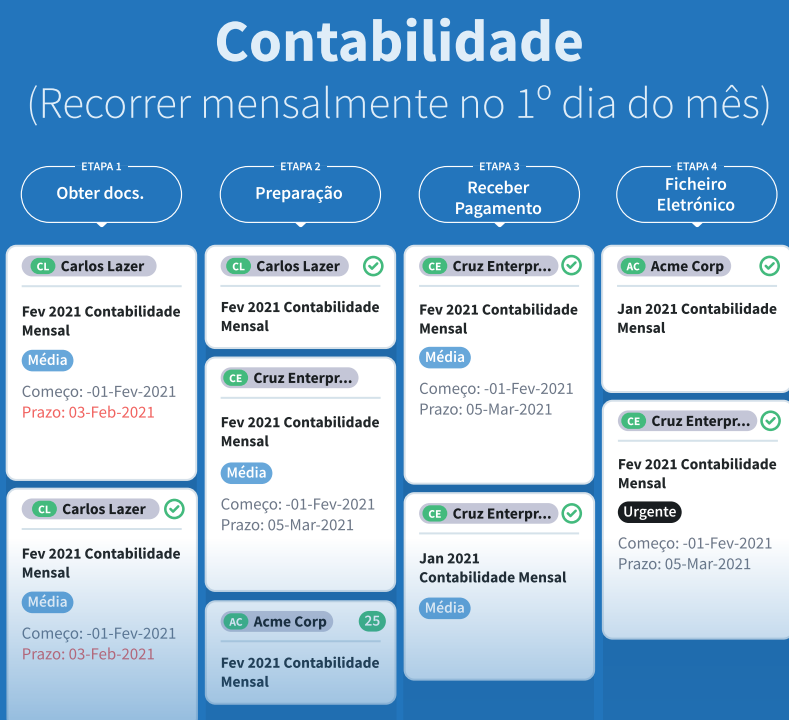 Contabilidade
(Recorrer mensalmente no 1º dia do mês)
ETAPA 1
Obter docs.
CL Carlos Lazer
Fev 2021 Contabilidade
Mensal
Média
Começo: -01-Fev-2021
Prazo: 03-Feb-2021
CL Carlos Lazer
Fev 2021 Contabilidade
Mensal
Média
Começo: -01-Fev-2021
Prazo: 03-Feb-2021
ETAPA 2
Preparação
CL Carlos Lazer
Fev 2021 Contabilidade
Mensal
CE Cruz Enterpr...
Fev 2021 Contabilidade
Mensal
Média
Começo: -01-Fev-2021
Prazo: 05-Mar-2021
AC Acme Corp 25
Fev 2021 Contabilidade
Mensal
ETAPA 3
Receber
Pagamento
CE Cruz Enterpr...
Fev 2021 Contabilidade
Mensal
Média
Começo: -01-Fev-2021
Prazo: 05-Mar-2021
CE Cruz Enterpr...
Jan 2021
Contabilidade Mensal
Média
ETAPA 4
Ficheiro
Eletrónico
AC Acme Corp
Jan 2021 Contabilidade
Mensal
CE Cruz Enterpr...
Fev 2021 Contabilidade
Mensal
Urgente
Começo: -01-Fev-2021
Prazo: 05-Mar-2021